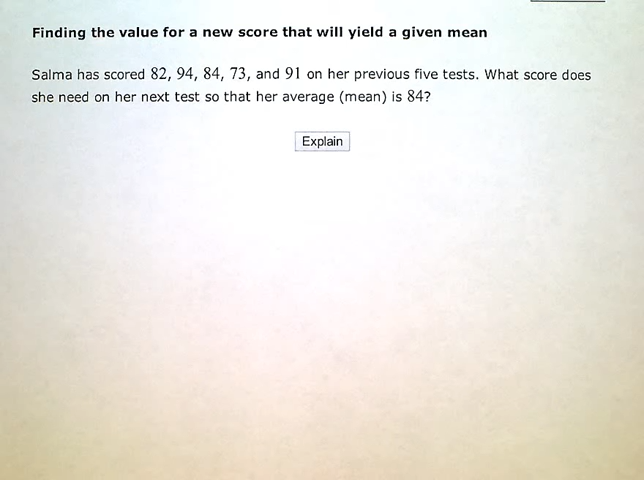 Finding the value for a new score that will yield a given mean
Salma has scored 82, 94, 84, 73, and 91 on her previous five tests. What score does
she need on her next test so that her average (mean) is 84?
Explain